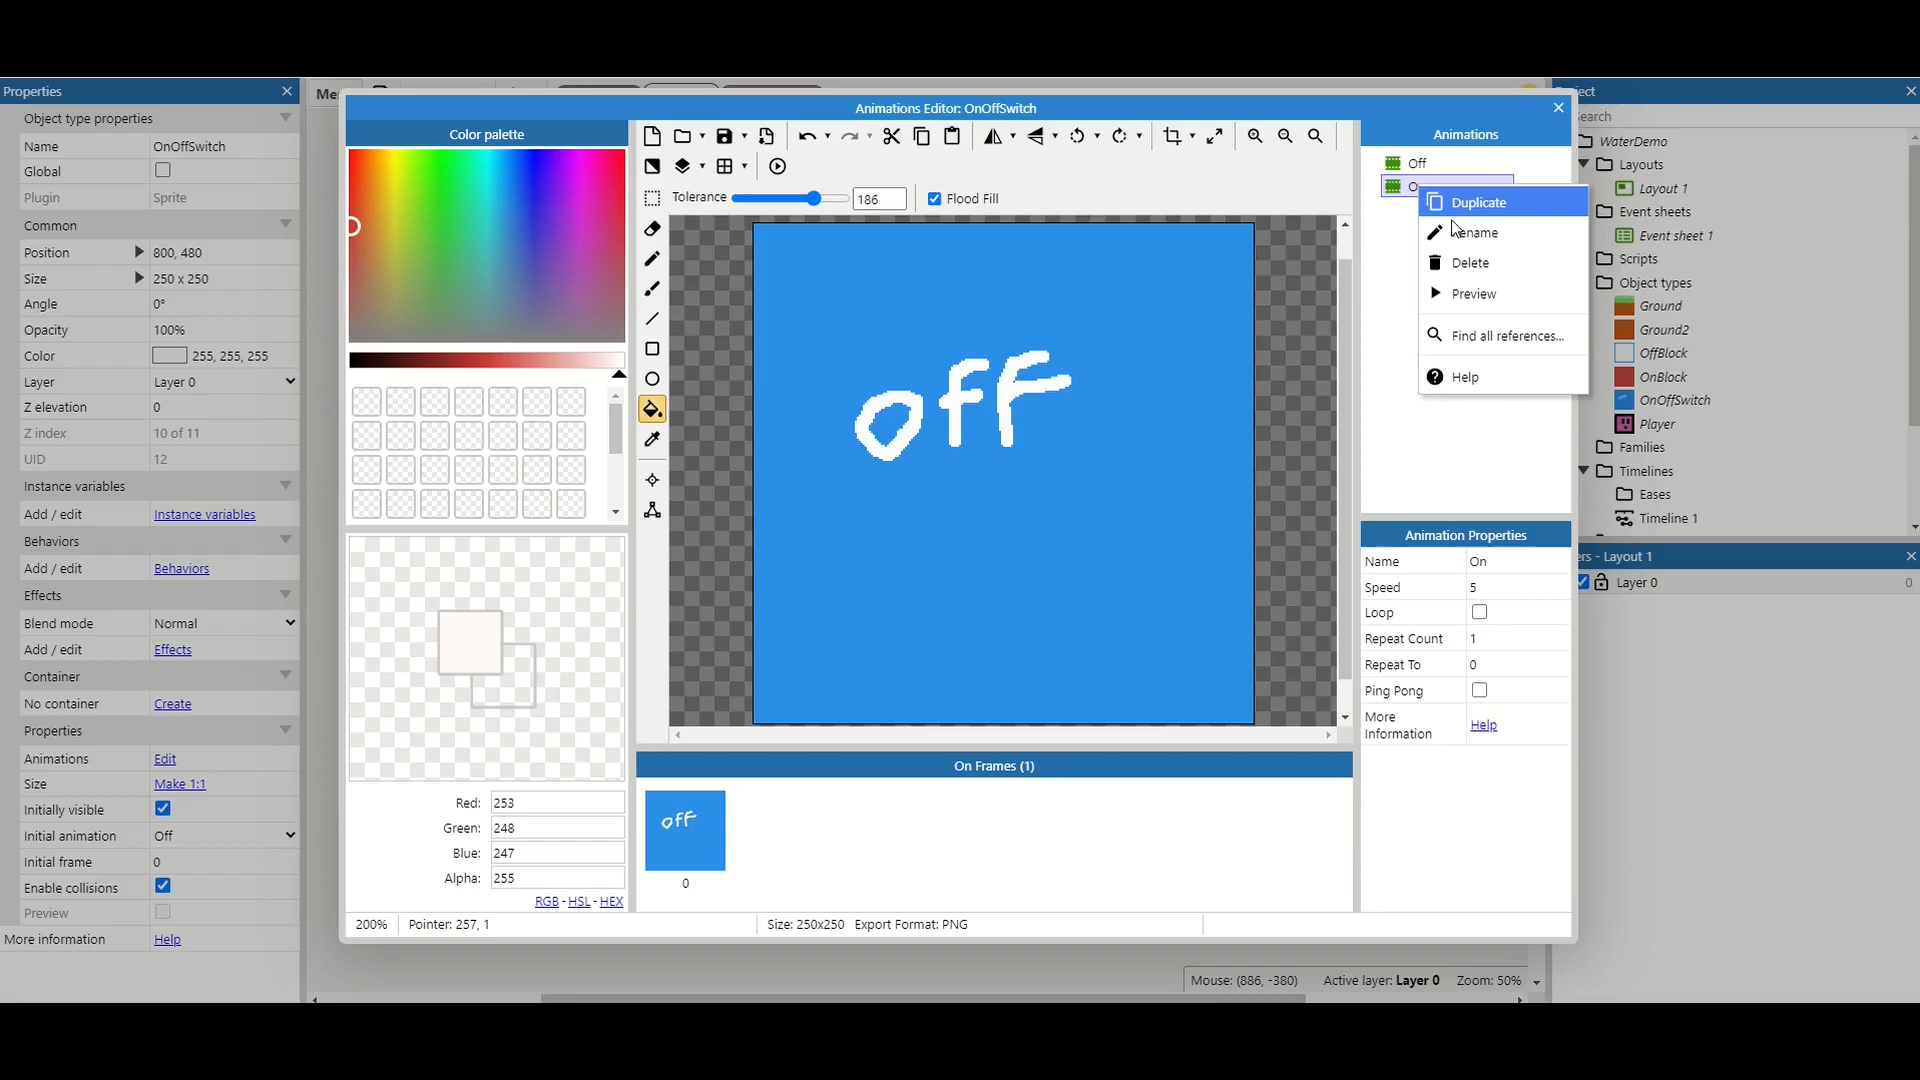 Properties
Object type properties
Name OnOffSwitch
Global
Plugin Sprite
Common
Position 800, 480
Size 250 x 250
Angle 0°
Opacity 100%
Color 255, 255, 255
Layer Layer 0
Z elevation 0
Z index 10 of 11
UID 12
Instance variables
Add / edit Instance variables
Behaviors
Add / edit Behaviors
Effects
Blend mode Normal
Add / edit Effects
Container
No container Create
Properties
Animations Edit
Size Make 1:1
Initially visible
Initial animation Off
Initial frame 0
Enable collisions
Preview
More information Help
Animations Editor: OnOffSwitch
Color palette
Red: 253
Green: 248
Blue: 247
Alpha: 255
RGB - HSL - HEX
200% Pointer: 257, 1 Size: 250x250 Export Format: PNG
Tolerance 186 Flood Fill
off
On Frames (1)
off
0
Animations
Off
Duplicate
Delete
Preview
Find all references...
Help
Animation Properties
Name On
Speed 5
Loop
Repeat Count 1
Repeat To 0
Ping Pong
More
Information Help
WaterDemo
Layouts
Layout 1
Event sheets
Event sheet 1
Scripts
Object types
Ground
Ground2
OffBlock
OnBlock
OnOffSwitch
Player
Families
Timelines
Eases
Timeline 1
Layout 1
Layer 0 0
Mouse: (886, -380) Active layer: Layer 0 Zoom: 50%